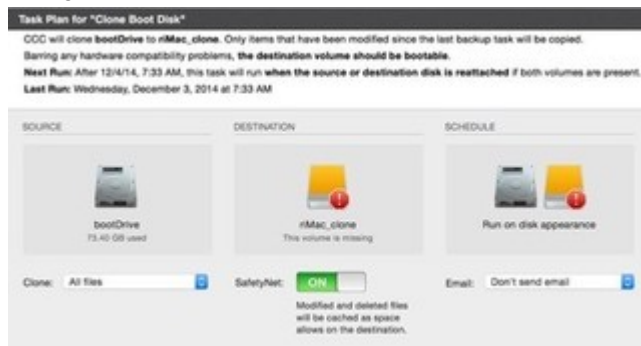 Task Plan for "Clone Boot Disk"
CCC will clone bootDrive to riMac_clone. Only items that have been modified since the last backup task will be copied.
Barring any hardware compatibility problems, the destination volume should be bootable.
Next Run: After 12/4/14, 7:33 AM, this task will run when the source or destination disk is reattached if both volumes are present.
Last Run: Wednesday, December 3, 2014 at 7:33 AM
SOURCE DESTINATION SCHEDULE
bootDrive riMac_clone Run on disk appearance
73.40 GB used This volume is missing
Clone: All files SafetyNet: ON Email: Don't send email
Modified and deleted files
will be cached as space
allows on the destination.